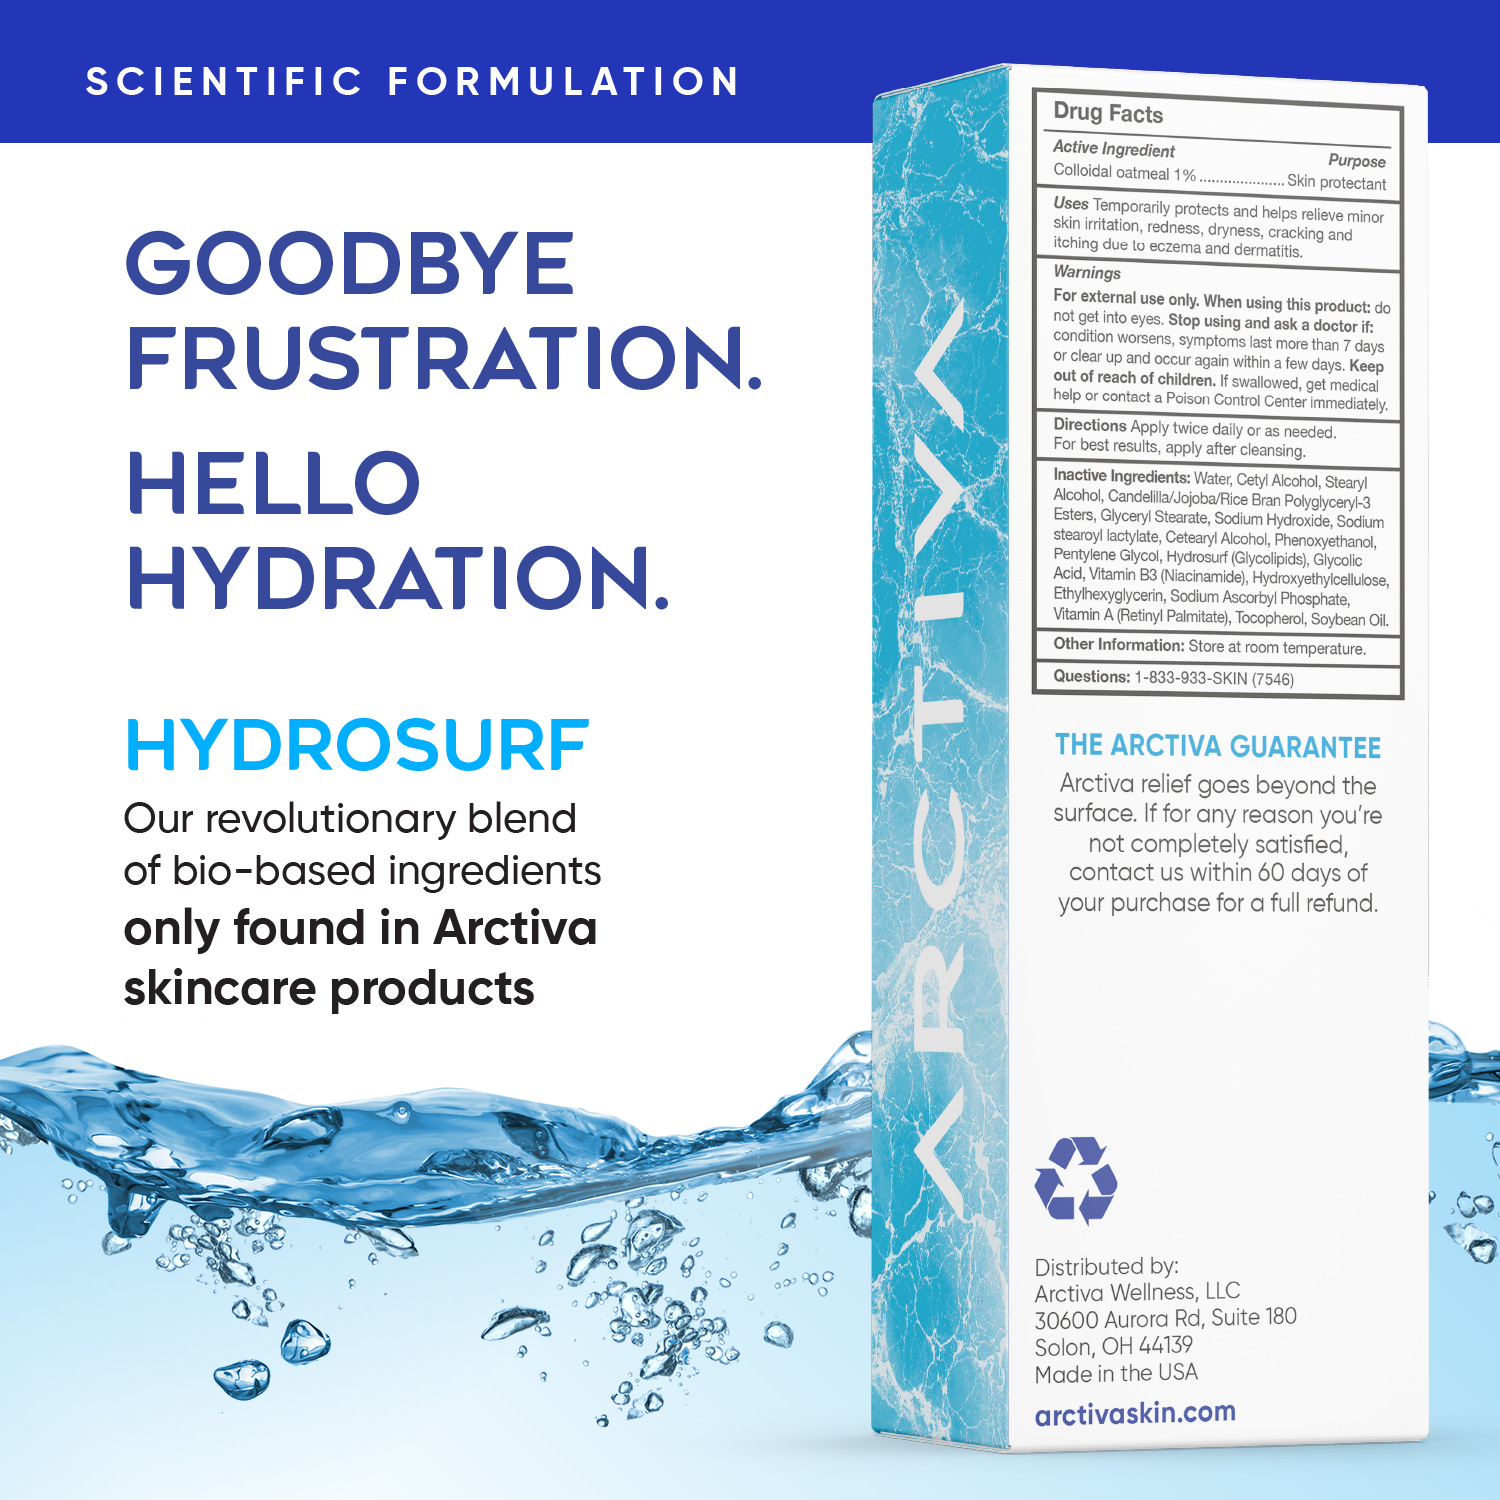 SCIENTIFIC FORMULATION
GOODBYE
FRUSTRATION.
HELLO
HYDRATION.
HYDROSURF
Our revolutionary blend
of bio-based ingredients
only found in Arctiva
skincare products
ARCTIVA
Drug Facts
Active Ingredient Purpose
Colloidal oatmeal 1% ..................... Skin protectant
Uses Temporarily protects and helps relieve minor
skin irritation, redness, dryness, cracking and
itching due to eczema and dermatitis.
Warnings
For external use only. When using this product: do
not get into eyes. Stop using and ask a doctor if:
condition worsens, symptoms last more than 7 days
or clear up and occur again within a few days. Keep
out of reach of children. If swallowed, get medical
help or contact a Poison Control Center immediately.
Directions Apply twice daily or as needed.
For best results, apply after cleansing.
Inactive Ingredients: Water, Cetyl Alcohol, Stearyl
Alcohol, Candelilla/Jojoba/Rice Bran Polyglyceryl-3
Esters, Glyceryl Stearate, Sodium Hydroxide, Sodium
stearoyl lactylate, Cetearyl Alcohol, Phenoxyethanol,
Pentylene Glycol, Hydrosurf (Glycolipids), Glycolic
Acid, Vitamin B3 (Niacinamide), Hydroxyethylcellulose,
Ethylhexyglycerin, Sodium Ascorbyl Phosphate,
Vitamin A (Retinyl Palmitate), Tocopherol, Soybean Oil.
Other Information: Store at room temperature.
Questions: 1-833-933-SKIN (7546)
THE ARCTIVA GUARANTEE
Arctiva relief goes beyond the
surface. If for any reason you're
not completely satisfied,
contact us within 60 days of
your purchase for a full refund.
Distributed by:
Arctiva Wellness, LLC
30600 Aurora Rd, Suite 180
Solon, OH 44139
Made in the USA
arctivaskin.com